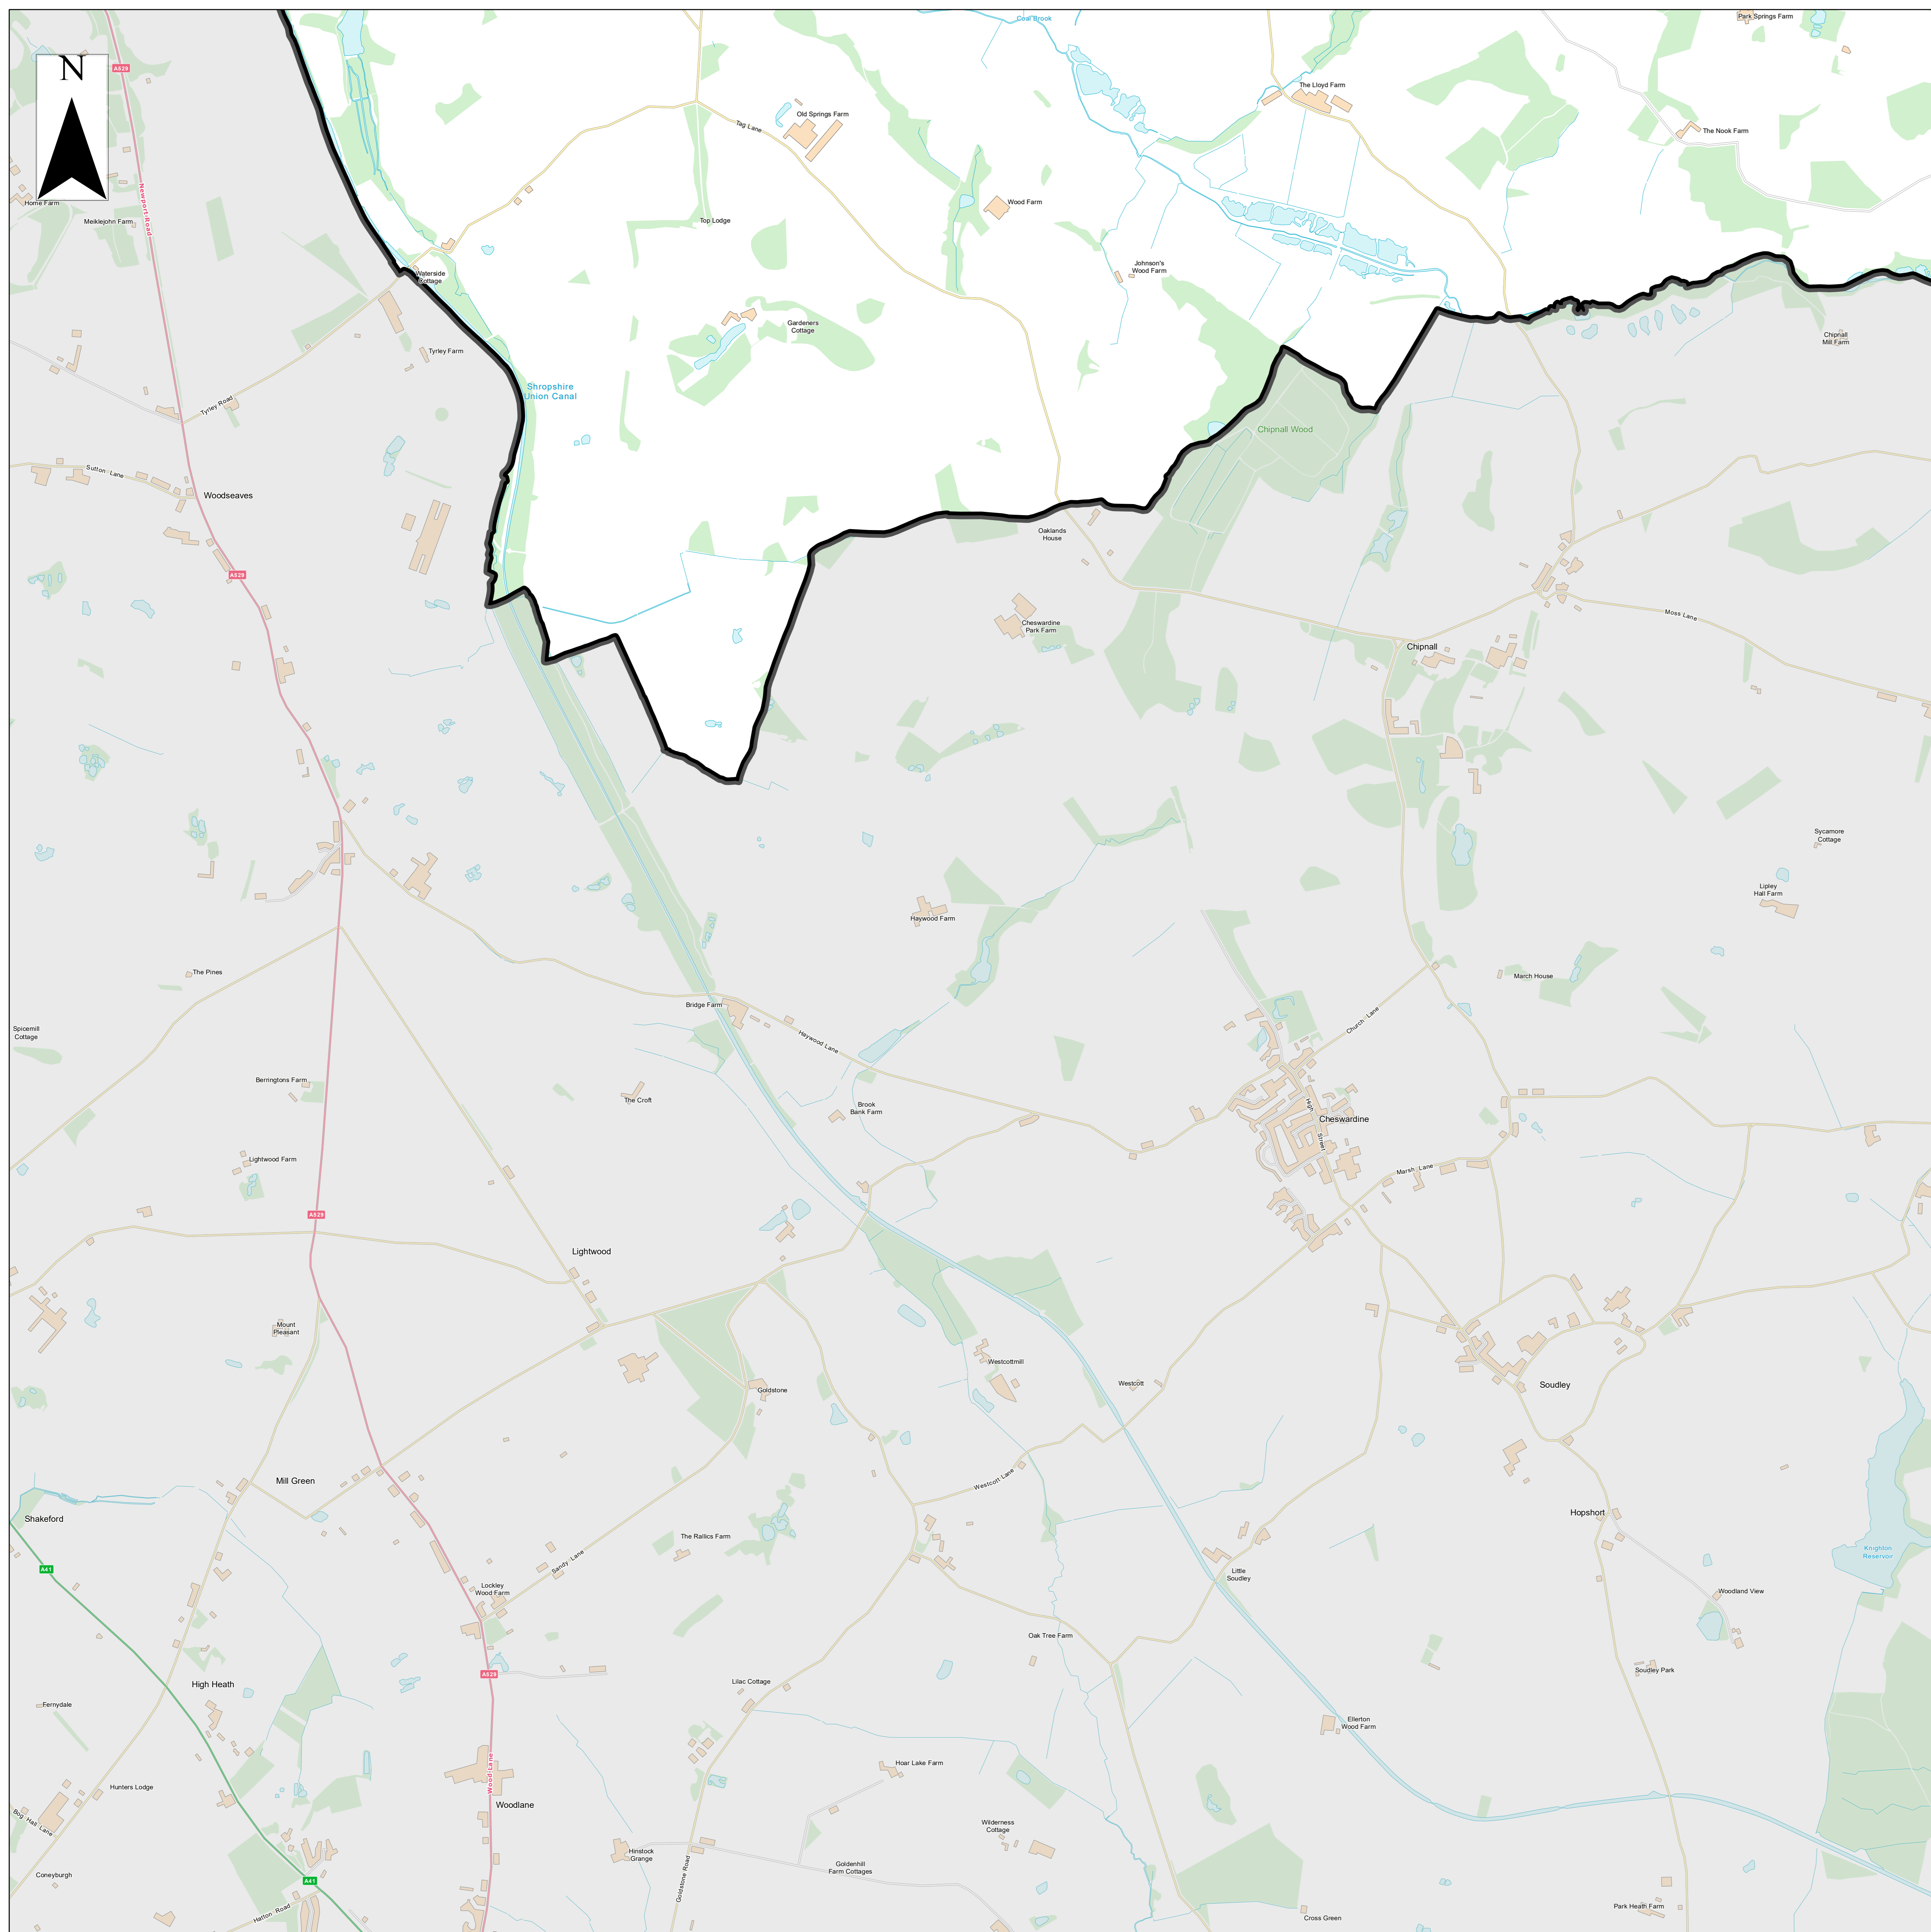 Coal Brook
Park Springs Farm
N
A529
The Lloyd Farm
Old Springs Farm
Tag Lane
The Nook Farm
Newport Road
Home Farm
Wood Farm
Meiklejohn Farm
Top Lodge
Waterside
Cottage
Johnson's
Wood Farm
Gardeners
Cottage
Chipnall
Mill Farm
Tyrley Farm
Shropshire
Union Canal
Tyrley Road
Chipnall Wood
Sutton Lane
Woodseaves
Oaklands
House
A529
Cheswardine
Park Farm
Moss Lane
Chipnall
Sycamore
Cottage
Lipley
Hall Farm
Haywood Farm
The Pines
March House
Bridge Farm
Spicemill
Cottage
Haywood Lane
Church Lane
Berringtons Farm
The Croft
Brook
Bank Farm
High Street
Cheswardine
Lightwood Farm
Marsh Lane
A529
Lightwood
Mount
Pleasant
Westcottmill
Westcott
Goldstone
Soudley
Mill Green
Westcott Lane
Shakeford
Hopshort
The Rallics Farm
Knighton
Reservoir
A41
Sandy Lane
Lockley
Wood Farm
Little
Soudley
Woodland View
Oak Tree Farm
A529
Soudley Park
High Heath
Lilac Cottage
Fernydale
Ellerton
Wood Farm
Wood Lane
Hoar Lake Farm
Hunters Lodge
Woodlane
Bog Hall Lane
Wilderness
Cottage
Hinstock
Grange
Goldenhill
Farm Cottages
Coneyburgh
A41
Goldstone Road
Hatton Road
Park Heath Farm
Cross Green